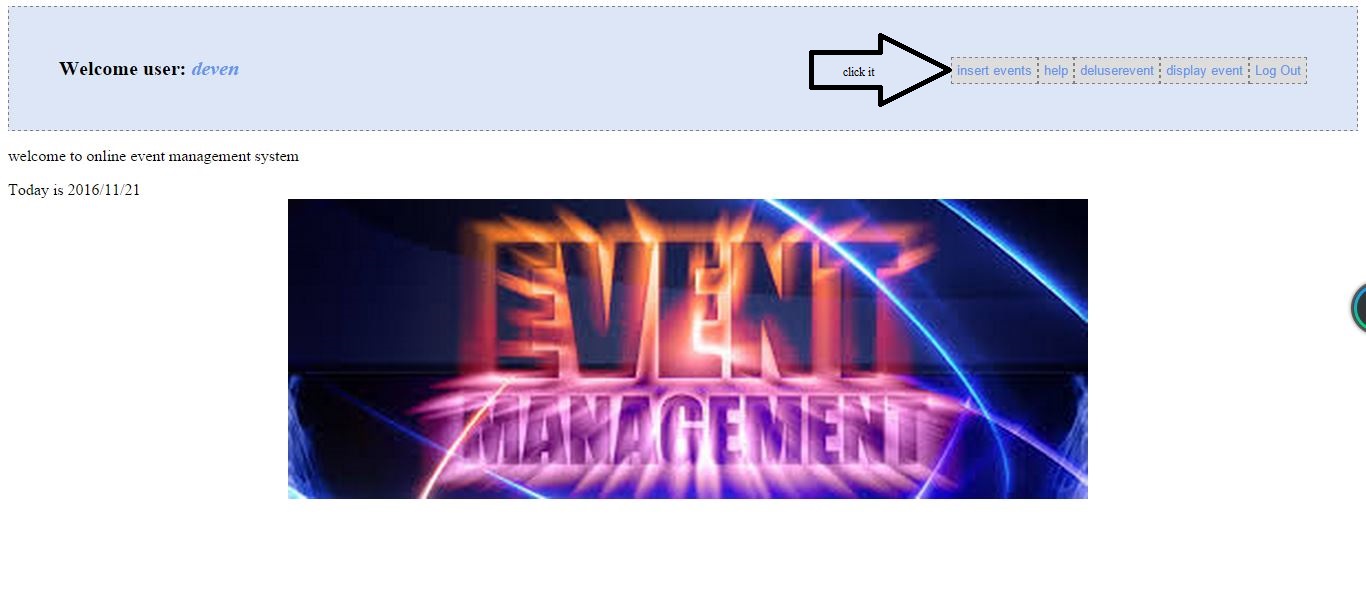 Welcome user: deven
click it
insert events help deluserevent display event Log Out
welcome to online event management system
Today is 2016/11/21
EVENT
MANAGEMENT